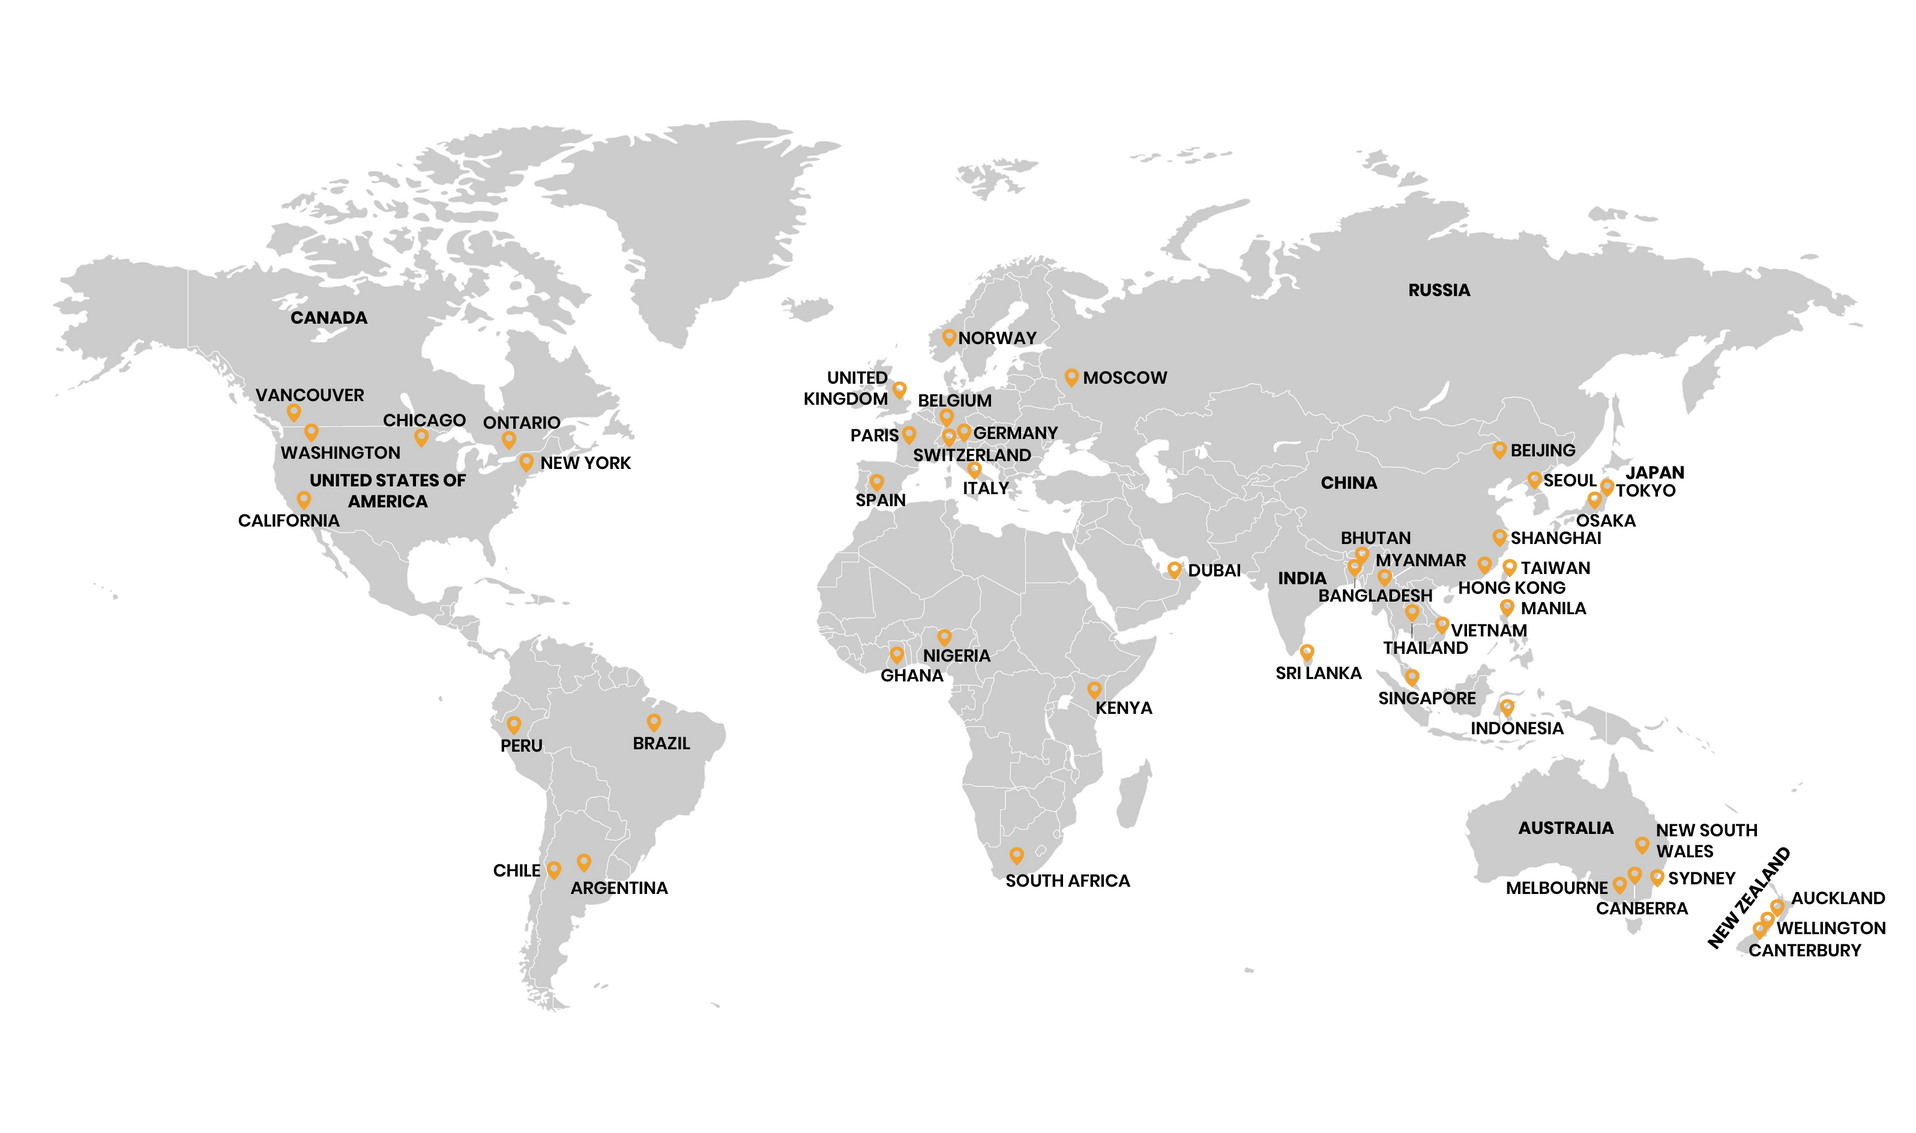 CANADA
VANCOUVER
WASHINGTON
CHICAGO
ONTARIO
NEW YORK
UNITED STATES OF
AMERICA
CALIFORNIA
PERU
BRAZIL
CHILE
ARGENTINA
NORWAY
UNITED
KINGDOM
BELGIUM
PARIS
GERMANY
SWITZERLAND
ITALY
SPAIN
MOSCOW
RUSSIA
DUBAI
NIGERIA
GHANA
KENYA
SOUTH AFRICA
CHINA
BEIJING
SEOUL
JAPAN
TOKYO
OSAKA
SHANGHAI
BHUTAN
MYANMAR
INDIA
BANGLADESH
TAIWAN
HONG KONG
MANILA
VIETNAM
THAILAND
SRI LANKA
SINGAPORE
INDONESIA
AUSTRALIA
NEW SOUTH
WALES
SYDNEY
MELBOURNE
CANBERRA
NEW ZEALAND
AUCKLAND
WELLINGTON
CANTERBURY